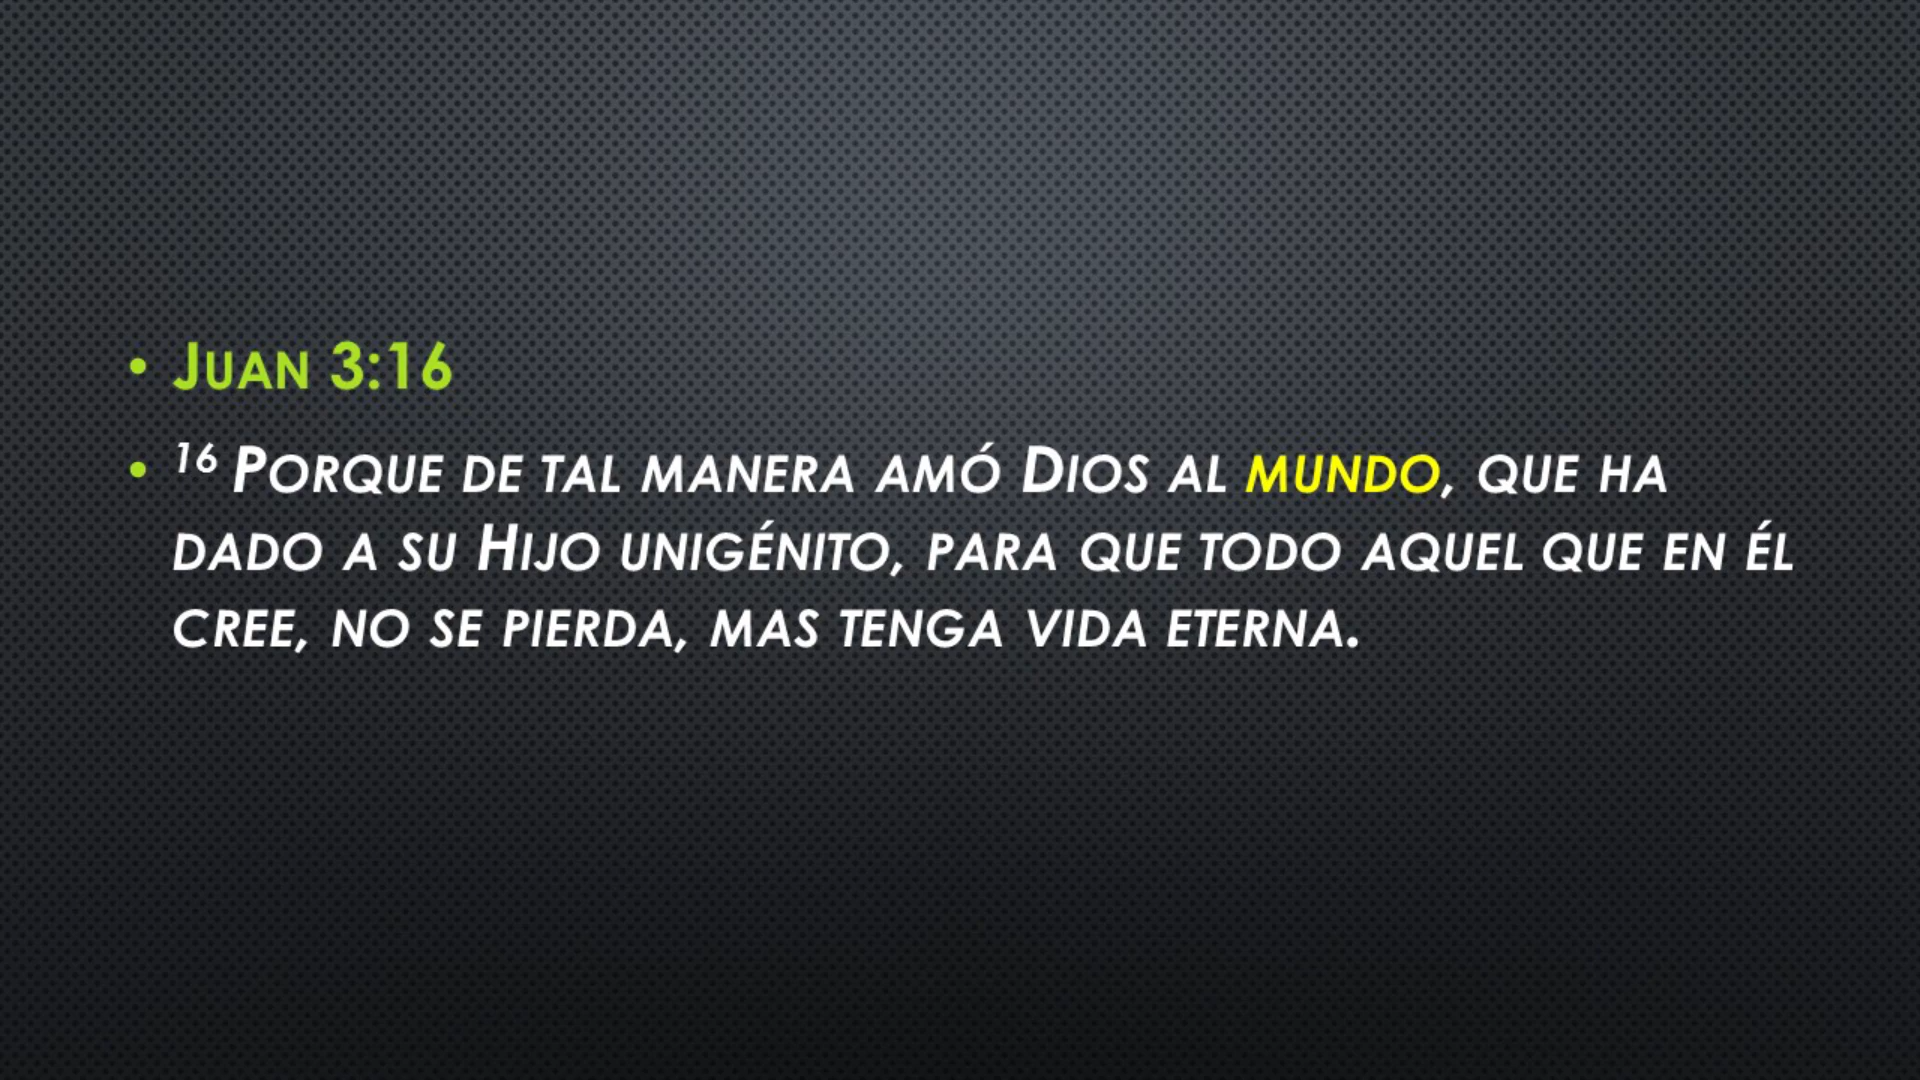 • Juan 3:16
• 16 Porque de tal manera amó Dios al mundo, que ha
dado a su Hijo unigénito, para que todo aquel que en él
cree, no se pierda, mas tenga vida eterna.